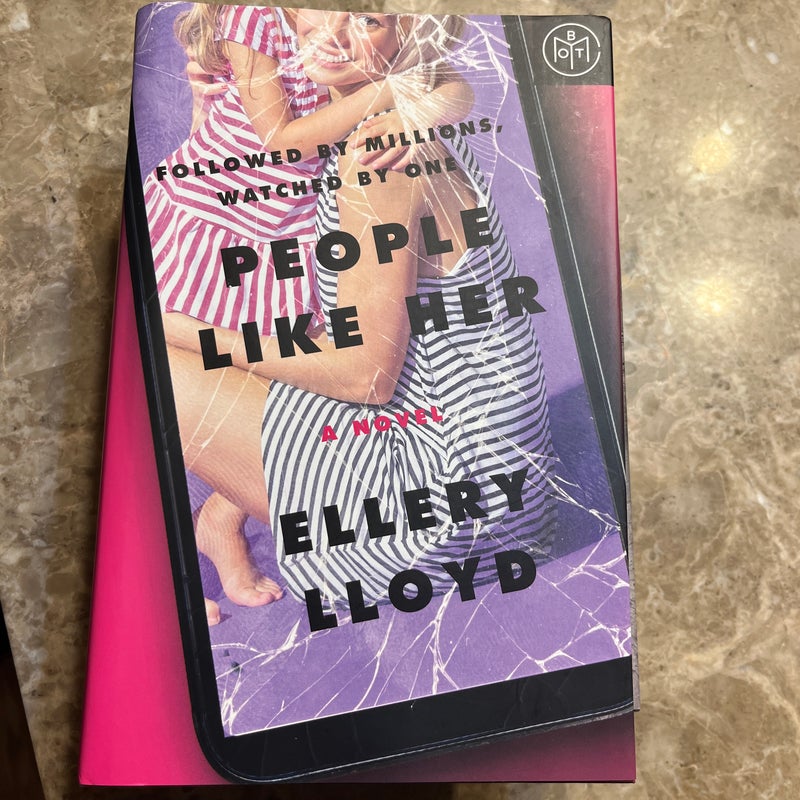 BOTM
FOLLOWED BY MILLIONS,
WATCHED BY ONE
PEOPLE
LIKE HER
A NOVEL
ELLERY
LLOYD